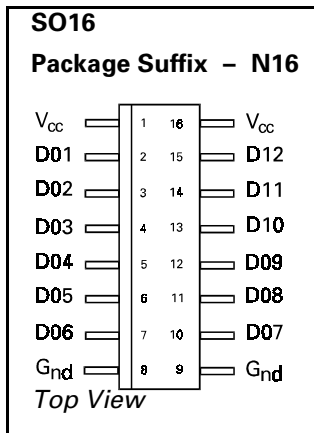 SO16
Package Suffix – N16
Vcc 1 16 Vcc
D01 2 15 D12
D02 3 14 D11
D03 4 13 D10
D04 5 12 D09
D05 6 11 D08
D06 7 10 D07
Gnd 8 9 Gnd
Top View